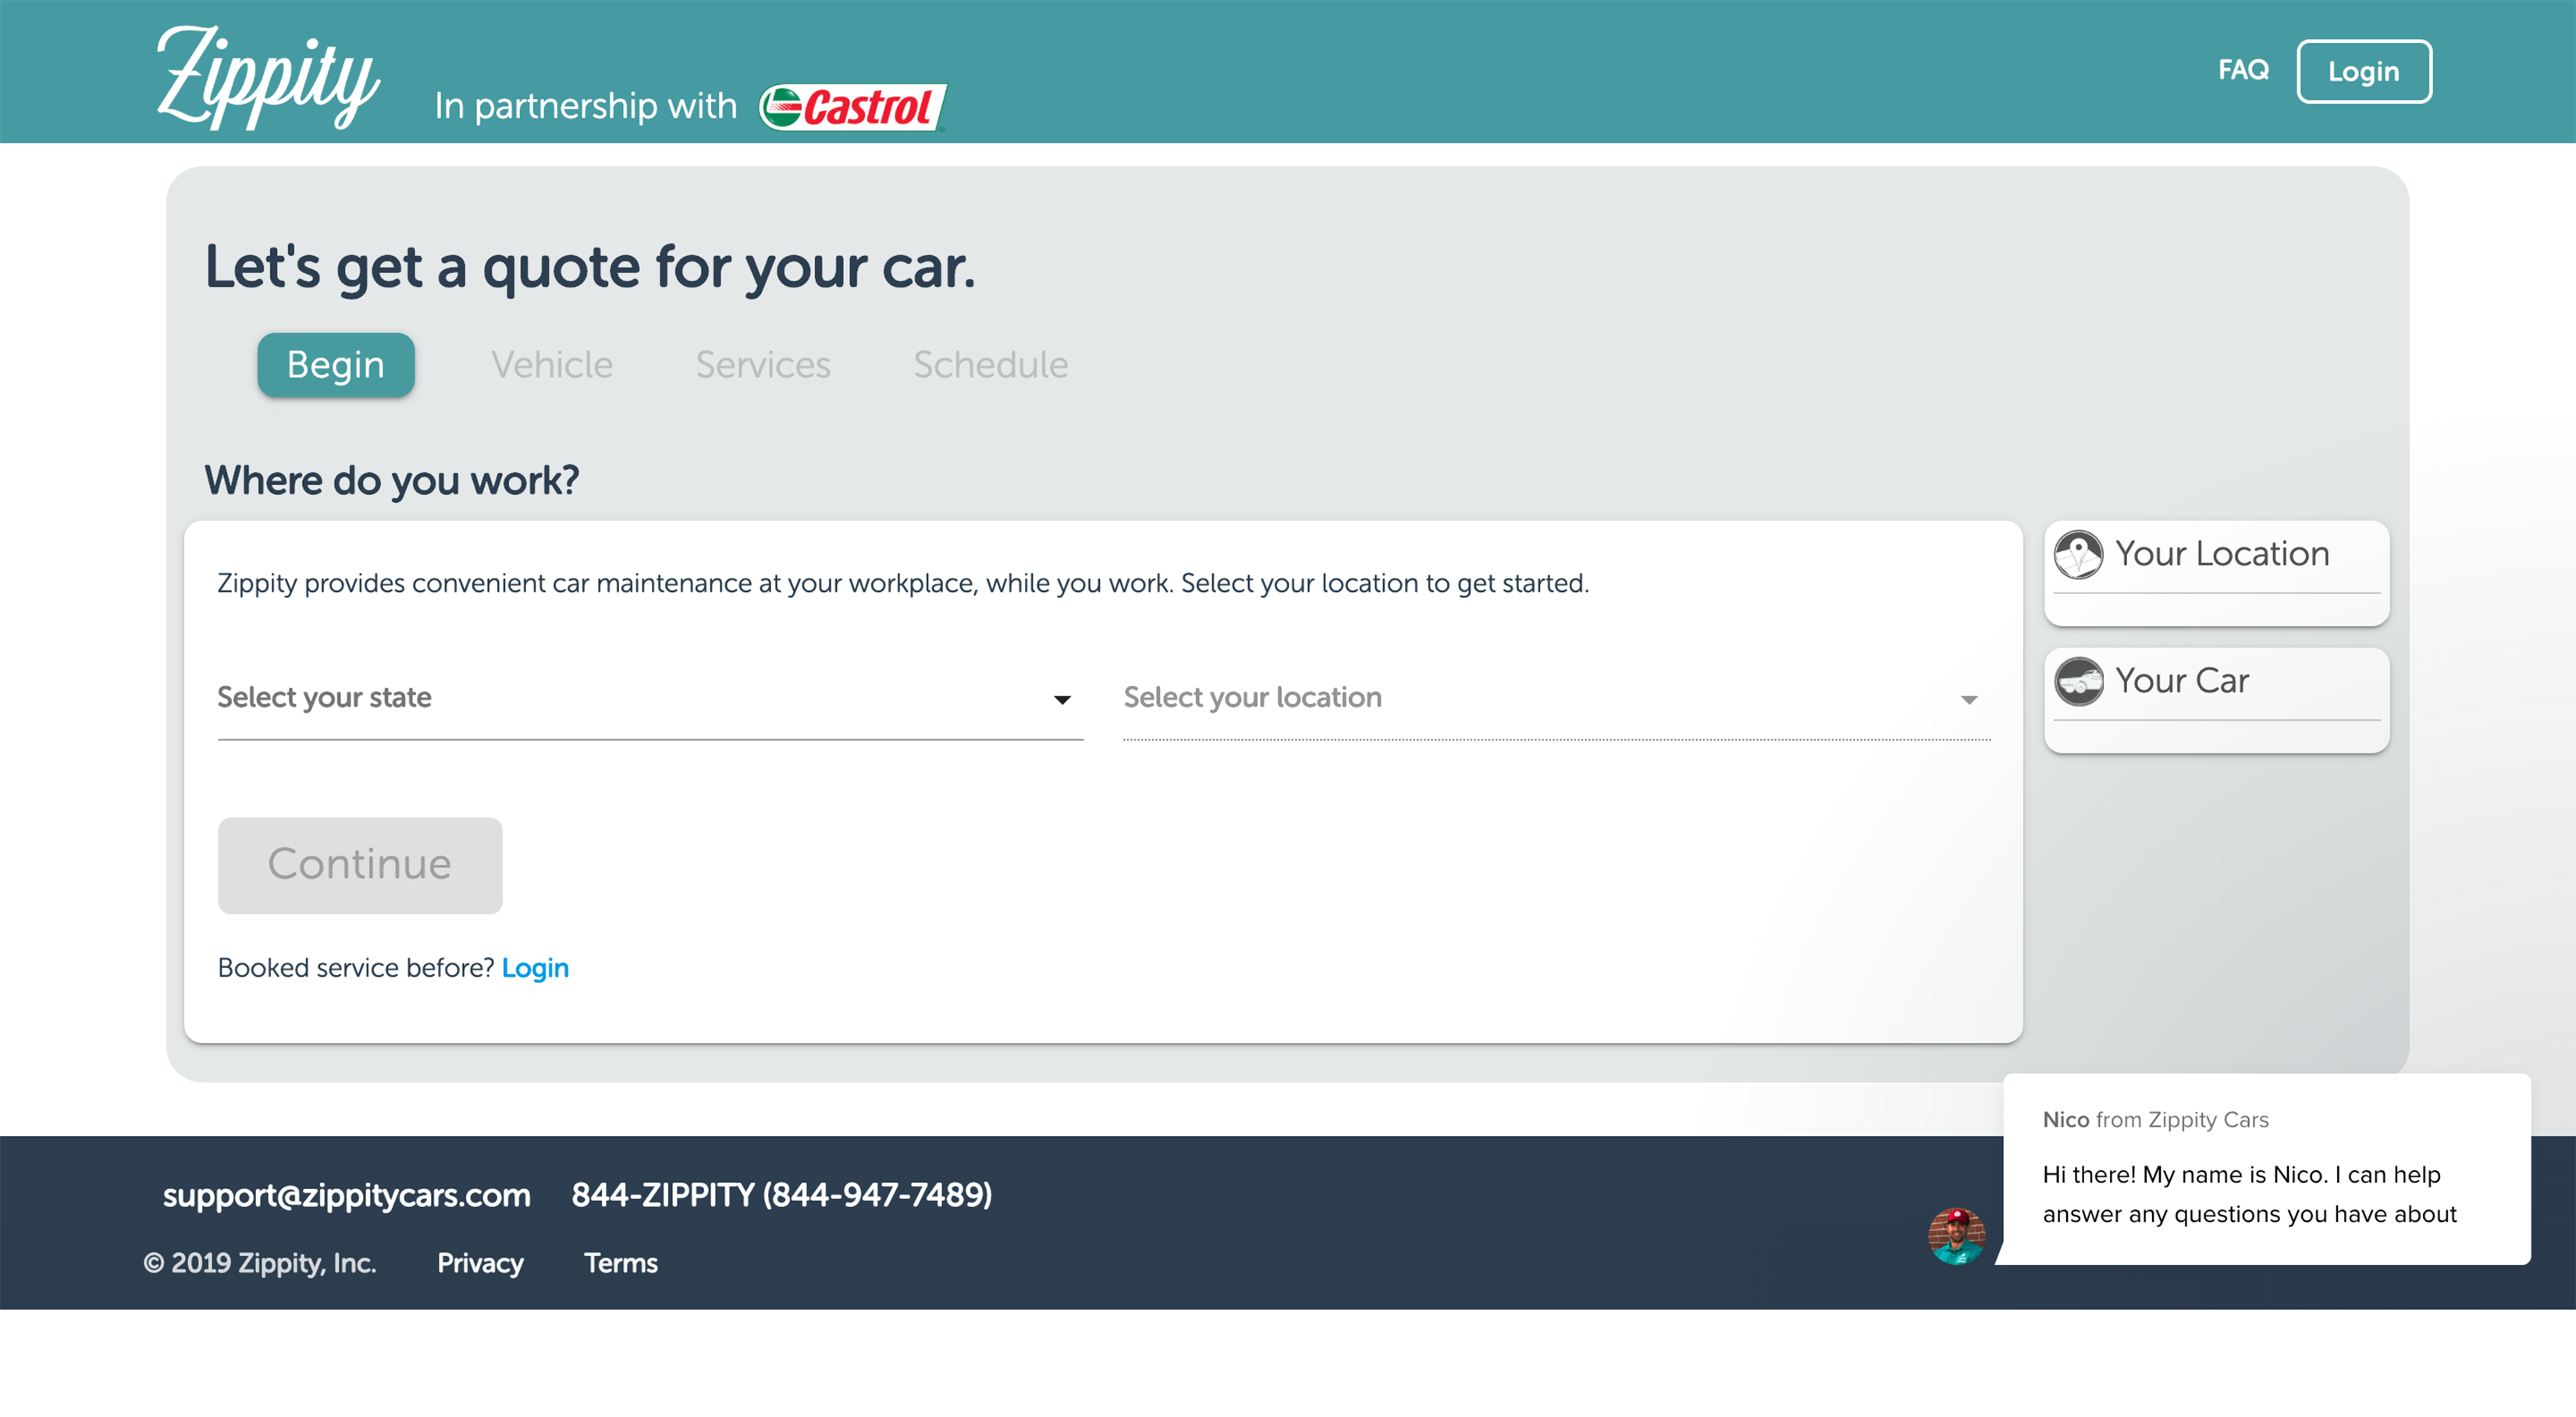 Zippity
In partnership with Castrol
FAQ
Login
Let's get a quote for your car.
Begin
Vehicle
Services
Schedule
Where do you work?
Zippity provides convenient car maintenance at your workplace, while you work. Select your location to get started.
Select your state
Select your location
Continue
Booked service before? Login
Your Location
Your Car
Nico from Zippity Cars
Hi there! My name is Nico. I can help
answer any questions you have about
support@zippitycars.com
844-ZIPPITY (844-947-7489)
© 2019 Zippity, Inc.
Privacy
Terms